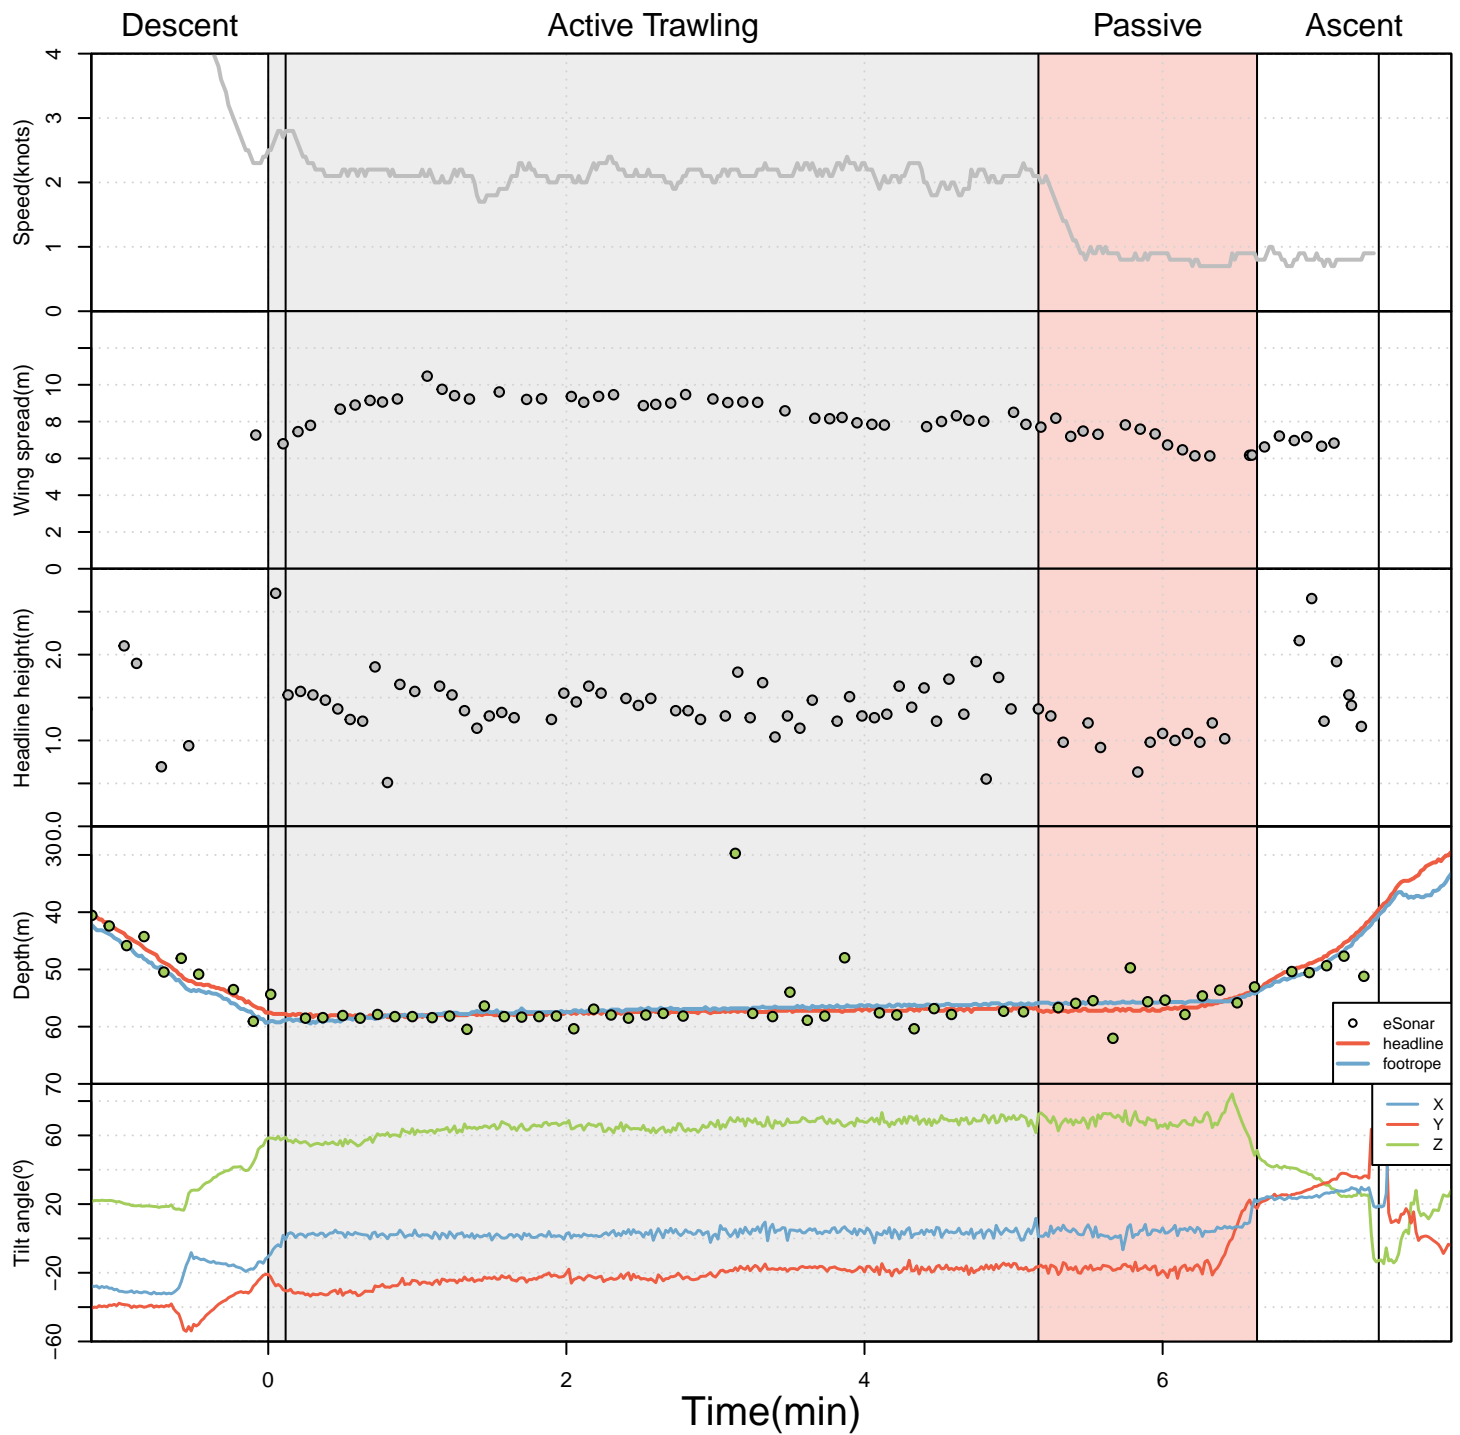 Descent Active Trawling Passive Ascent
Speed(knots)
4
3
2
1
0
Wing spread(m)
10
8
6
4
2
0
Headline height(m)
2.0
1.0
0.0
Depth(m)
30
40
50
60
70
eSonar
headline
footrope
Tilt angle(º)
60
20
−20
−60
X
Y
Z
0 2 4 6
Time(min)